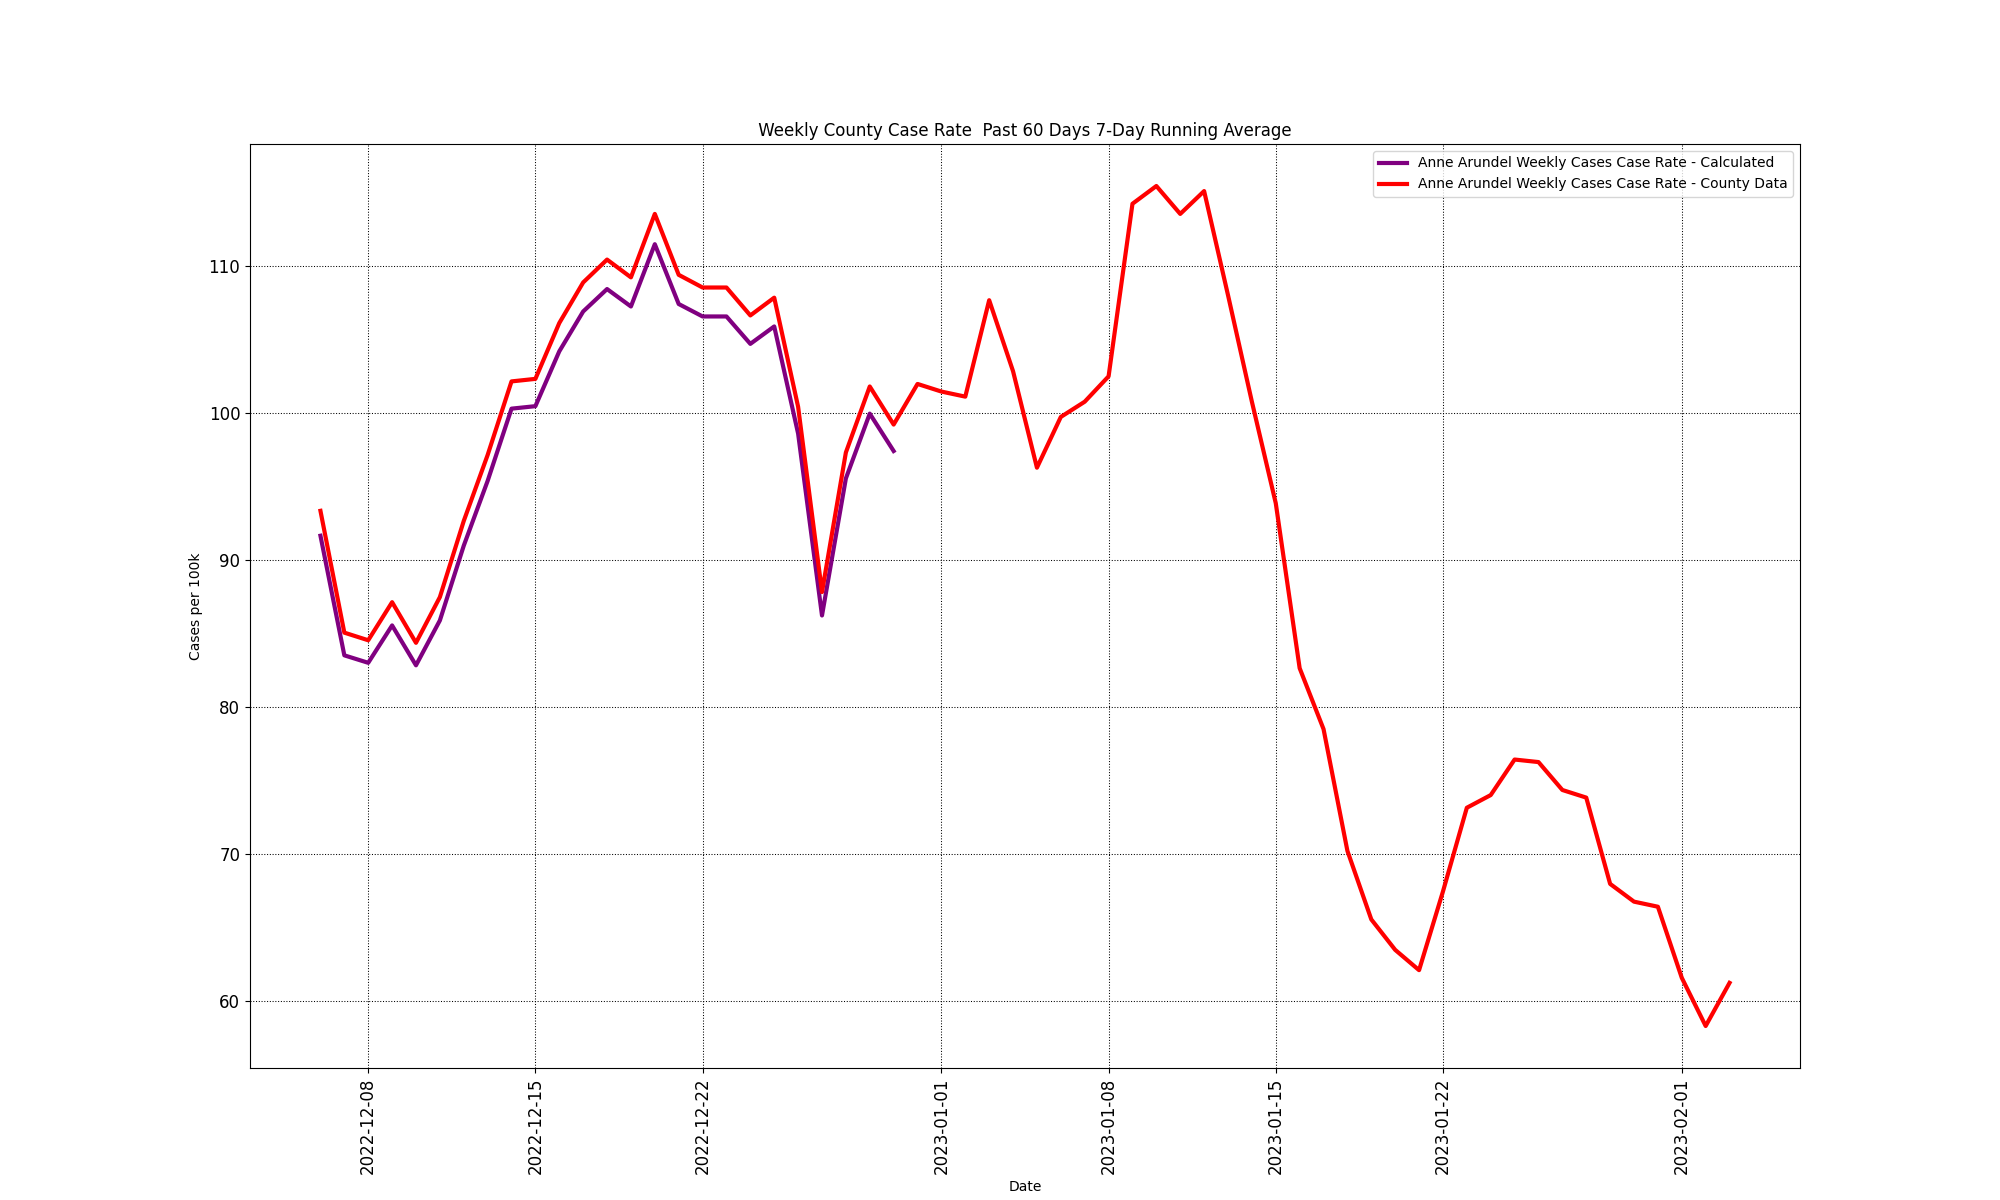 Weekly County Case Rate  Past 60 Days 7-Day Running Average
Anne Arundel Weekly Cases Case Rate - Calculated
Anne Arundel Weekly Cases Case Rate - County Data
110
100
90
80
70
60
Cases per 100k
2022-12-08
2022-12-15
2022-12-22
2023-01-01
2023-01-08
2023-01-15
2023-01-22
2023-02-01
Date